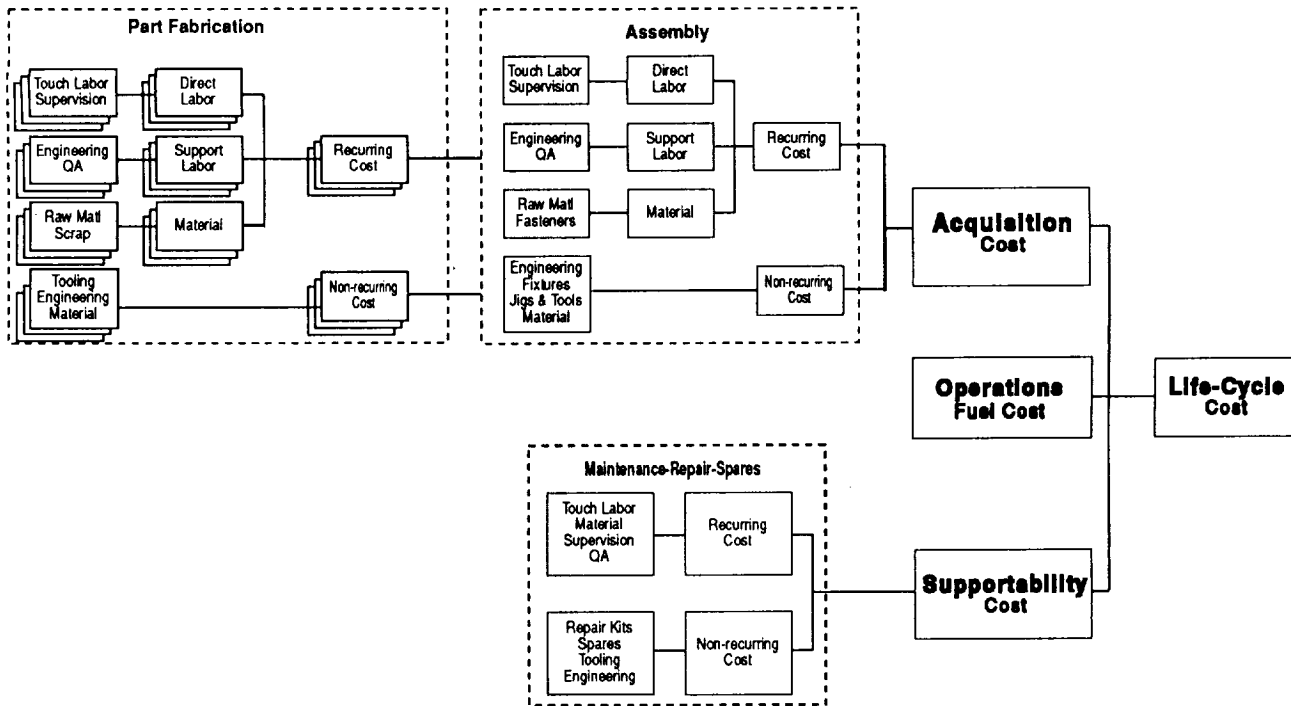 Part Fabrication
Touch Labor
Supervision
Direct
Labor
Engineering
QA
Support
Labor
Recurring
Cost
Raw Matl
Scrap
Material
Tooling
Engineering
Material
Non-recurring
Cost
Assembly
Touch Labor
Supervision
Direct
Labor
Engineering
QA
Support
Labor
Recurring
Cost
Raw Matl
Fasteners
Material
Engineering
Fixtures
Jigs & Tools
Material
Non-recurring
Cost
Acquisition
Cost
Operations
Fuel Cost
Life-Cycle
Cost
Maintenance-Repair-Spares
Touch Labor
Material
Supervision
QA
Recurring
Cost
Repair Kits
Spares
Tooling
Engineering
Non-recurring
Cost
Supportability
Cost